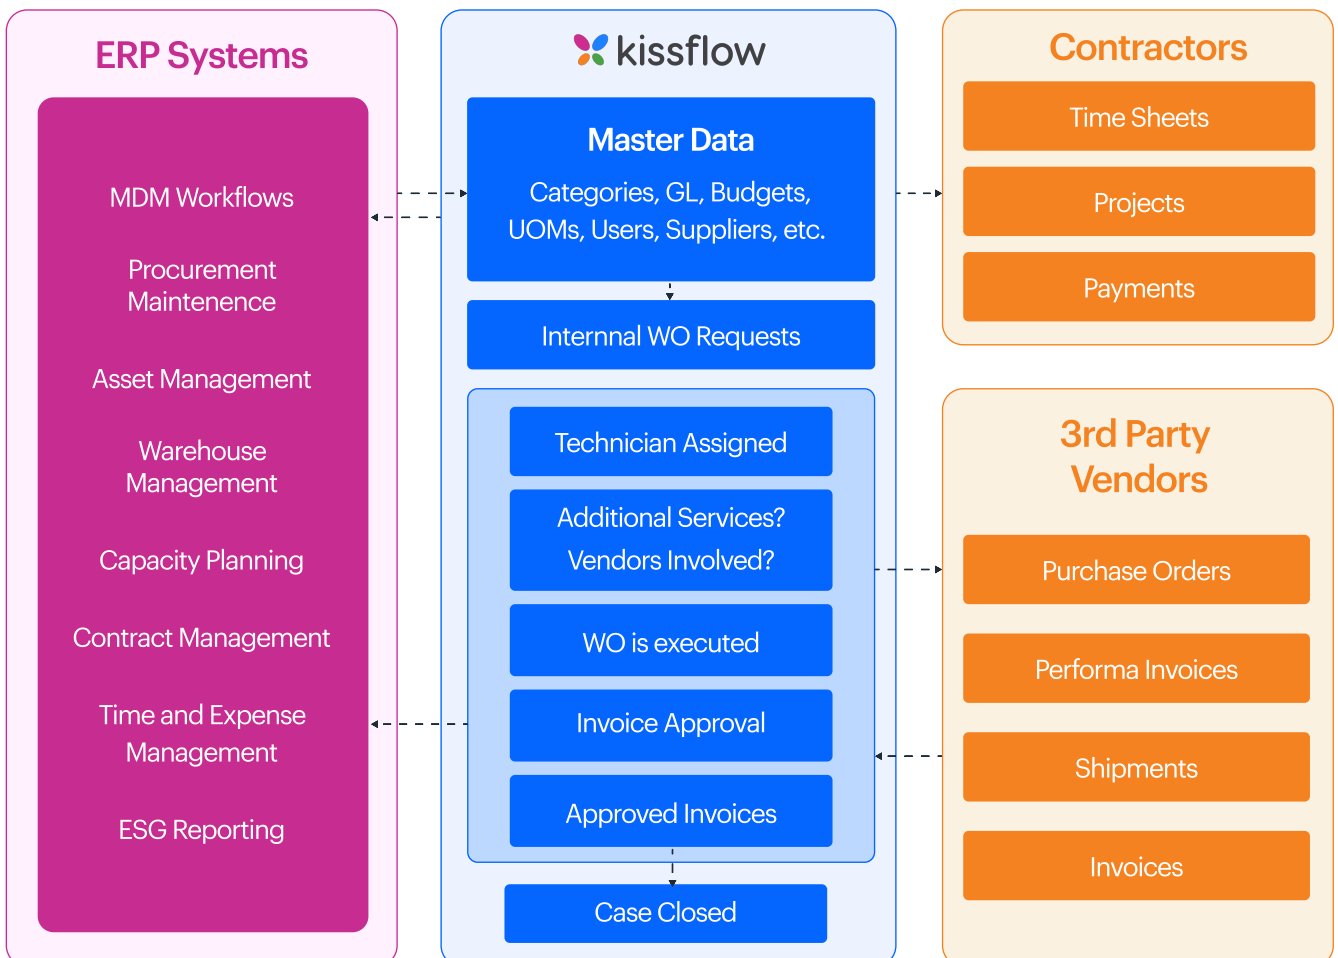 ERP Systems
MDM Workflows
Procurement
Maintenence
Asset Management
Warehouse
Management
Capacity Planning
Contract Management
Time and Expense
Management
ESG Reporting
kissflow
Master Data
Categories, GL, Budgets,
UOMs, Users, Suppliers, etc.
Internnal WO Requests
Technician Assigned
Additional Services?
Vendors Involved?
WO is executed
Invoice Approval
Approved Invoices
Case Closed
Contractors
Time Sheets
Projects
Payments
3rd Party
Vendors
Purchase Orders
Performa Invoices
Shipments
Invoices